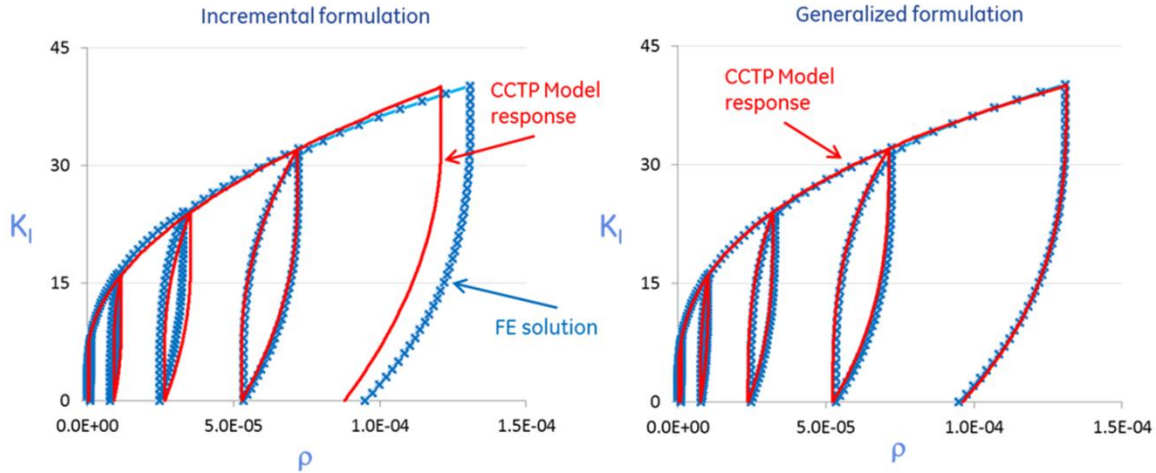 Incremental formulation
45
30
15
0
K_I
0.0E+00
5.0E-05
1.0E-04
1.5E-04
ρ
CCTP Model
response
FE solution
Generalized formulation
45
30
15
0
K_I
0.0E+00
5.0E-05
1.0E-04
1.5E-04
ρ
CCTP Model
response